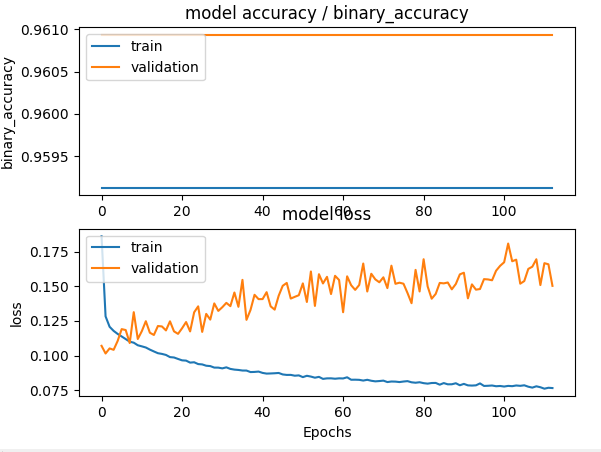 model accuracy / binary_accuracy
0.9610
0.9605
0.9600
0.9595
binary_accuracy
train
validation
0 20 40 60 80 100
model loss
0.175
0.150
0.125
0.100
0.075
loss
train
validation
0 20 40 60 80 100
Epochs